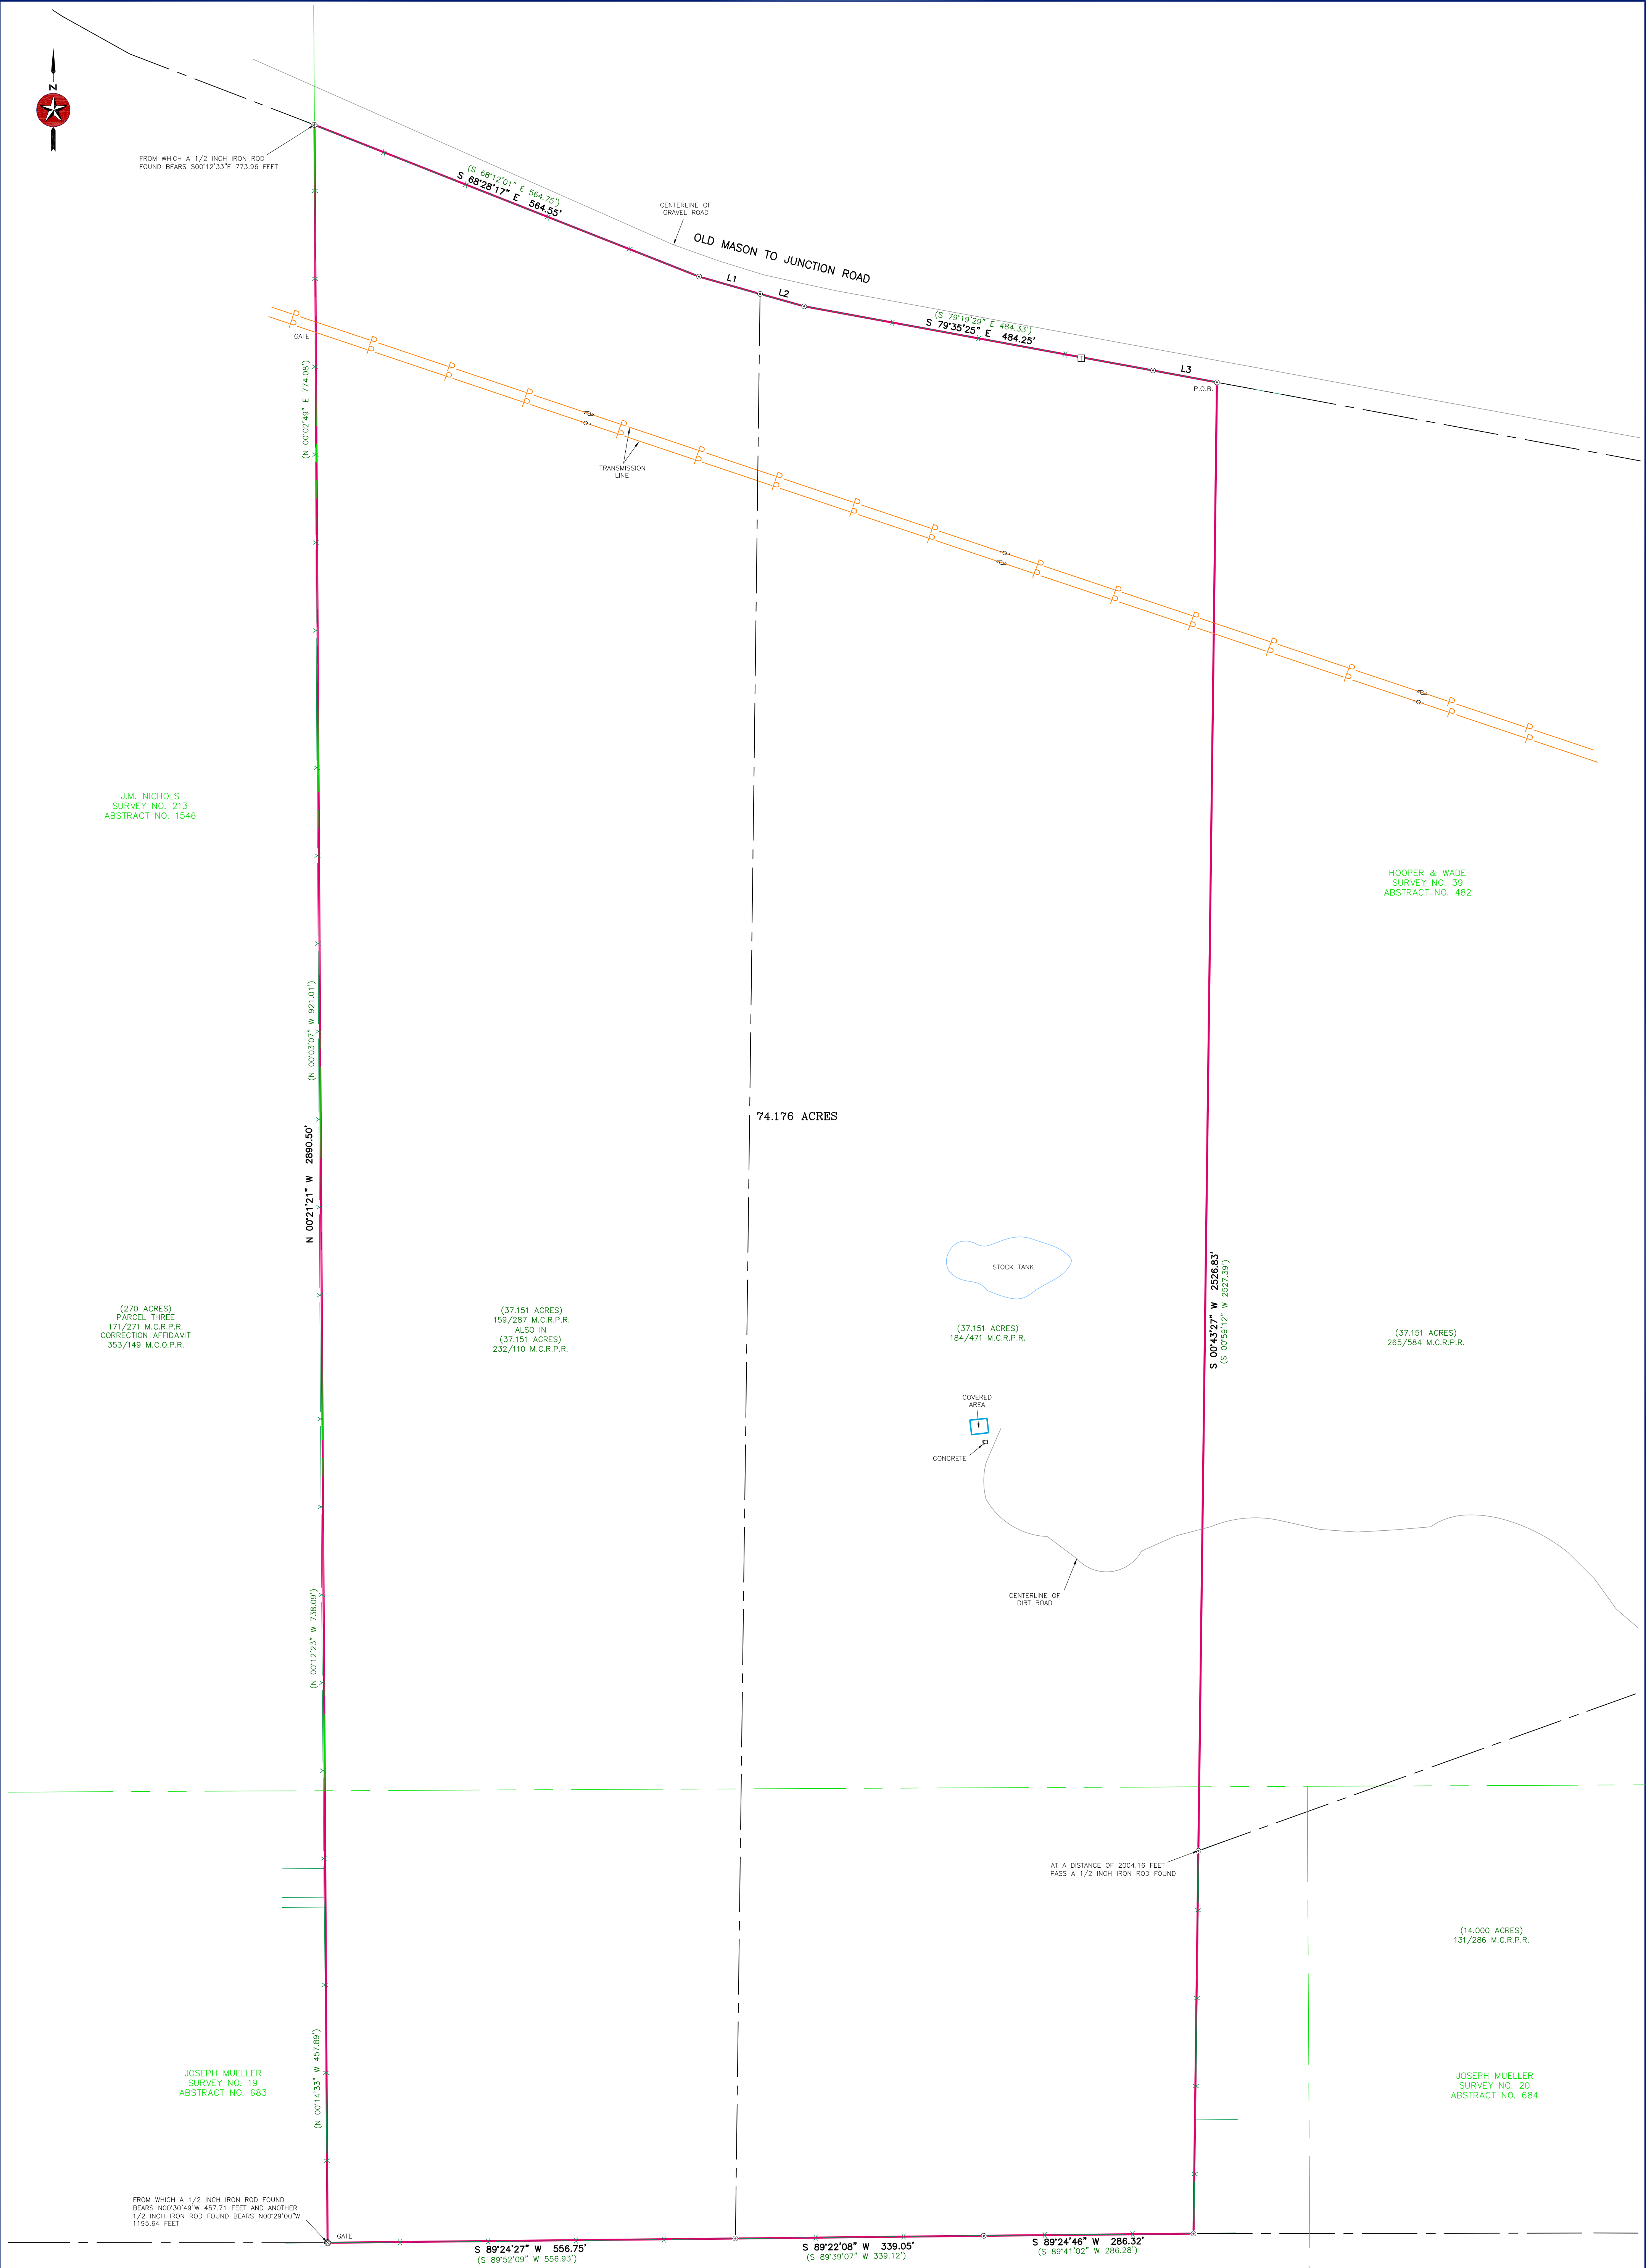 N
FROM WHICH A 1/2 INCH IRON ROD
FOUND BEARS S00°12'33"E 773.96 FEET
(S 68°12'01" E 564.75')
S 68°28'17" E 564.55'
CENTERLINE OF
GRAVEL ROAD
OLD MASON TO JUNCTION ROAD
L1
L2
(S 79°19'29" E 484.33')
S 79°35'25" E 484.25'
T
L3
P.O.B.
GATE
(N 00°02'49" E 774.08')
TRANSMISSION
LINE
J.M. NICHOLS
SURVEY NO. 213
ABSTRACT NO. 1546
HOOPER & WADE
SURVEY NO. 39
ABSTRACT NO. 482
(N 00°03'07" W 921.01')
N 00°21'21" W 2890.50'
74.176 ACRES
STOCK TANK
S 00°43'27" W 2526.83'
(S 00°59'12" W 2527.39')
(270 ACRES)
PARCEL THREE
171/271 M.C.R.P.R.
CORRECTION AFFIDAVIT
353/149 M.C.O.P.R.
(37.151 ACRES)
159/287 M.C.R.P.R.
ALSO IN
(37.151 ACRES)
232/110 M.C.R.P.R.
(37.151 ACRES)
184/471 M.C.R.P.R.
(37.151 ACRES)
265/584 M.C.R.P.R.
COVERED
AREA
CONCRETE
CENTERLINE OF
DIRT ROAD
(N 00°12'23" W 738.09')
AT A DISTANCE OF 2004.16 FEET
PASS A 1/2 INCH IRON ROD FOUND
(14.000 ACRES)
131/286 M.C.R.P.R.
JOSEPH MUELLER
SURVEY NO. 19
ABSTRACT NO. 683
(N 00°14'33" W 457.89')
JOSEPH MUELLER
SURVEY NO. 20
ABSTRACT NO. 684
FROM WHICH A 1/2 INCH IRON ROD FOUND
BEARS N00°30'49"W 457.71 FEET AND ANOTHER
1/2 INCH IRON ROD FOUND BEARS N00°29'00"W
1195.64 FEET
GATE
S 89°24'27" W 556.75'
(S 89°52'09" W 556.93')
S 89°22'08" W 339.05'
(S 89°39'07" W 339.12')
S 89°24'46" W 286.32'
(S 89°41'02" W 286.28')